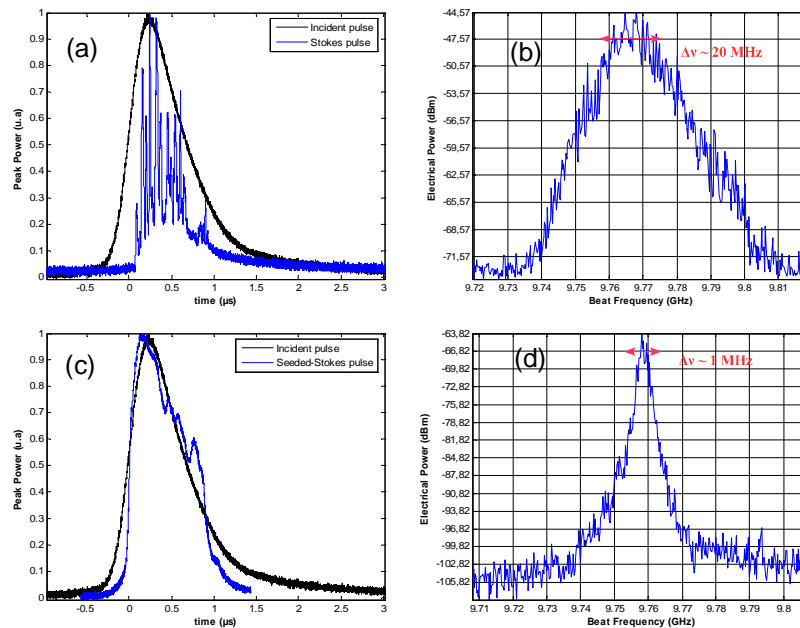 (a)
Incident pulse
Stokes pulse
1
0.9
0.8
0.7
0.6
0.5
0.4
0.3
0.2
0.1
0
Peak Power (u.a)
-0.5 0 0.5 1 1.5 2 2.5 3
time (µs)
(b)
Δν ~ 20 MHz
-44,57
-47,57
-50,57
-53,57
-56,57
-59,57
-62,57
-65,57
-68,57
-71,57
Electrical Power (dBm)
9.72 9.73 9.74 9.75 9.76 9.77 9.78 9.79 9.8 9.81
Beat Frequency (GHz)
(c)
Incident pulse
Seeded-Stokes pulse
1
0.9
0.8
0.7
0.6
0.5
0.4
0.3
0.2
0.1
0
Peak Power (u.a)
-0.5 0 0.5 1 1.5 2 2.5 3
time (µs)
(d)
Δν ~ 1 MHz
-63,82
-66,82
-69,82
-72,82
-75,82
-78,82
-81,82
-84,82
-87,82
-90,82
-93,82
-96,82
-99,82
-102,82
-105,82
Electrical Power (dBm)
9.71 9.73 9.74 9.75 9.76 9.77 9.78 9.79 9.8
Beat Frequency (GHz)